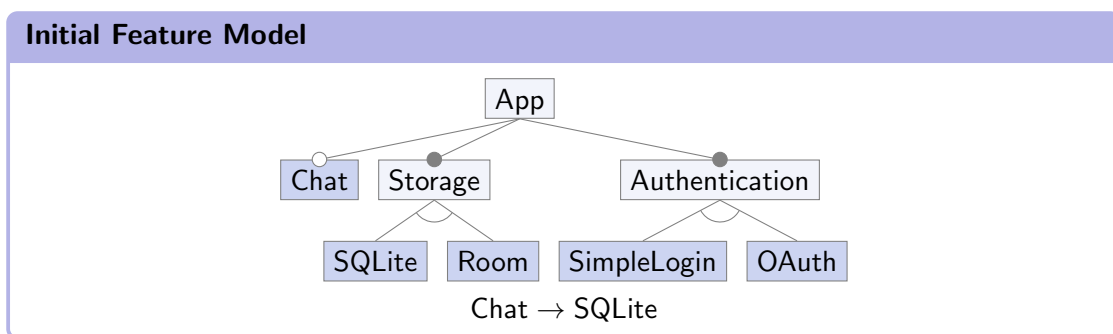 Initial Feature Model
App
Chat Storage Authentication
SQLite Room SimpleLogin OAuth
Chat → SQLite